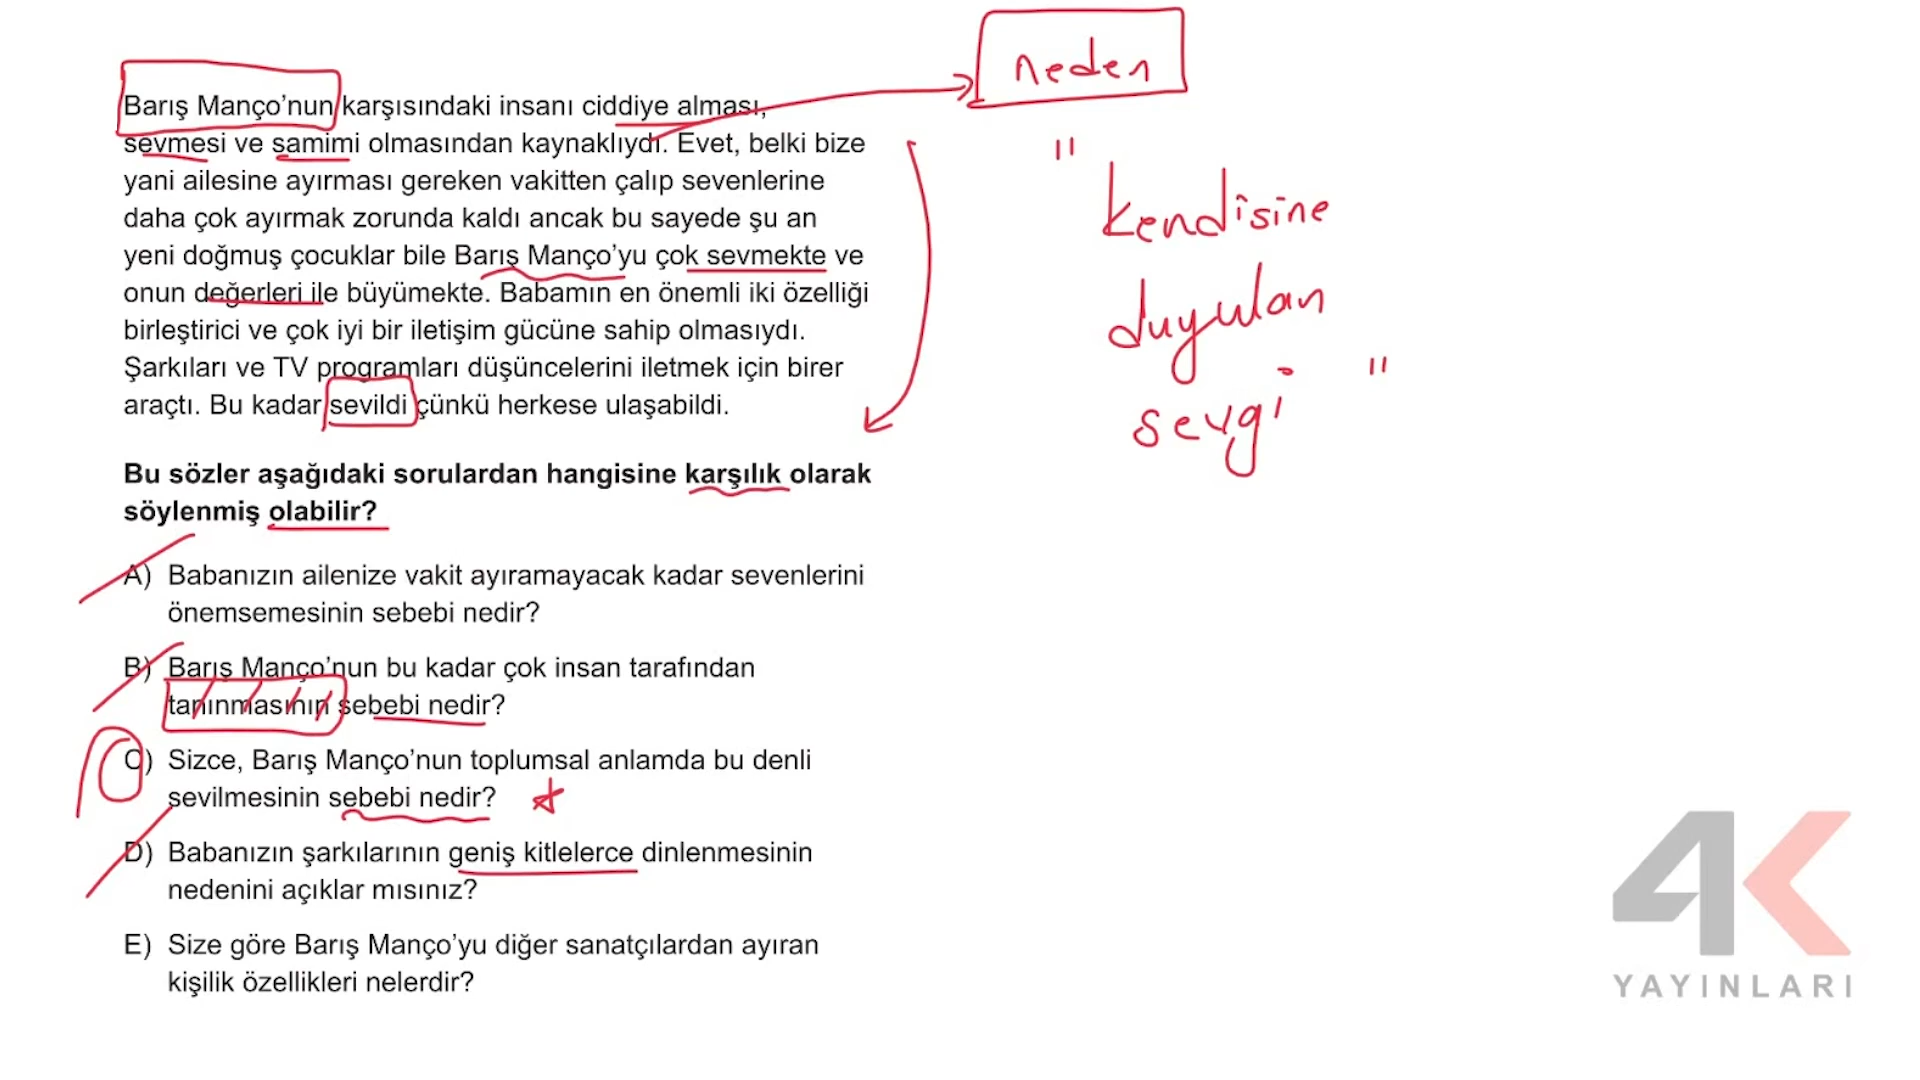 neden
Barış Manço'nun karşısındaki insanı ciddiye alması,
sevmesi ve samimi olmasından kaynaklıydı. Evet, belki bize
yani ailesine ayırması gereken vakitten çalıp sevenlerine
daha çok ayırmak zorunda kaldı ancak bu sayede şu an
yeni doğmuş çocuklar bile Barış Manço'yu çok sevmekte ve
onun değerleri ile büyümekte. Babamın en önemli iki özelliği
birleştirici ve çok iyi bir iletişim gücüne sahip olmasıydı.
Şarkıları ve TV programları düşüncelerini iletmek için birer
araçtı. Bu kadar sevildi çünkü herkese ulaşabildi.
"kendisine
duyulan
sevgi"
Bu sözler aşağıdaki sorulardan hangisine karşılık olarak
söylenmiş olabilir?
A) Babanızın ailenize vakit ayıramayacak kadar sevenlerini
önemsemesinin sebebi nedir?
B) Barış Manço'nun bu kadar çok insan tarafından
tanınmasının sebebi nedir?
C) Sizce, Barış Manço'nun toplumsal anlamda bu denli
sevilmesinin sebebi nedir?
D) Babanızın şarkılarının geniş kitlelerce dinlenmesinin
nedenini açıklar mısınız?
E) Size göre Barış Manço'yu diğer sanatçılardan ayıran
kişilik özellikleri nelerdir?
4K
YAYINLARI